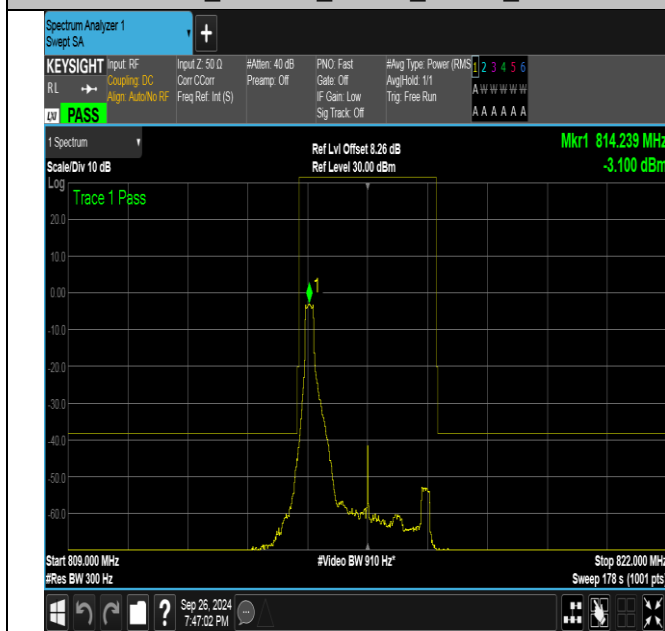 Spectrum Analyzer 1
Swept SA
+
KEYSIGHT
RL
LXI PASS
Input: RF
Coupling: DC
Align: Auto/No RF
Input Z: 50 Ω
Corr CCorr
Freq Ref: Int (S)
#Atten: 40 dB
Preamp: Off
PNO: Fast
Gate: Off
IF Gain: Low
Sig Track: Off
#Avg Type: Power (RMS
Avg|Hold: 1/1
Trig: Free Run
1 2 3 4 5 6
A W W W W W
A A A A A A
1 Spectrum
Scale/Div 10 dB
Ref Lvl Offset 8.26 dB
Ref Level 30.00 dBm
Mkr1 814.239 MHz
-3.100 dBm
Log
Trace 1 Pass
20.0
10.0
0.00
1
-10.0
-20.0
-30.0
-40.0
-50.0
-60.0
Start 809.000 MHz
#Res BW 300 Hz
#Video BW 910 Hz*
Stop 822.000 MHz
Sweep 178 s (1001 pts)
?
Sep 26, 2024
7:47:02 PM